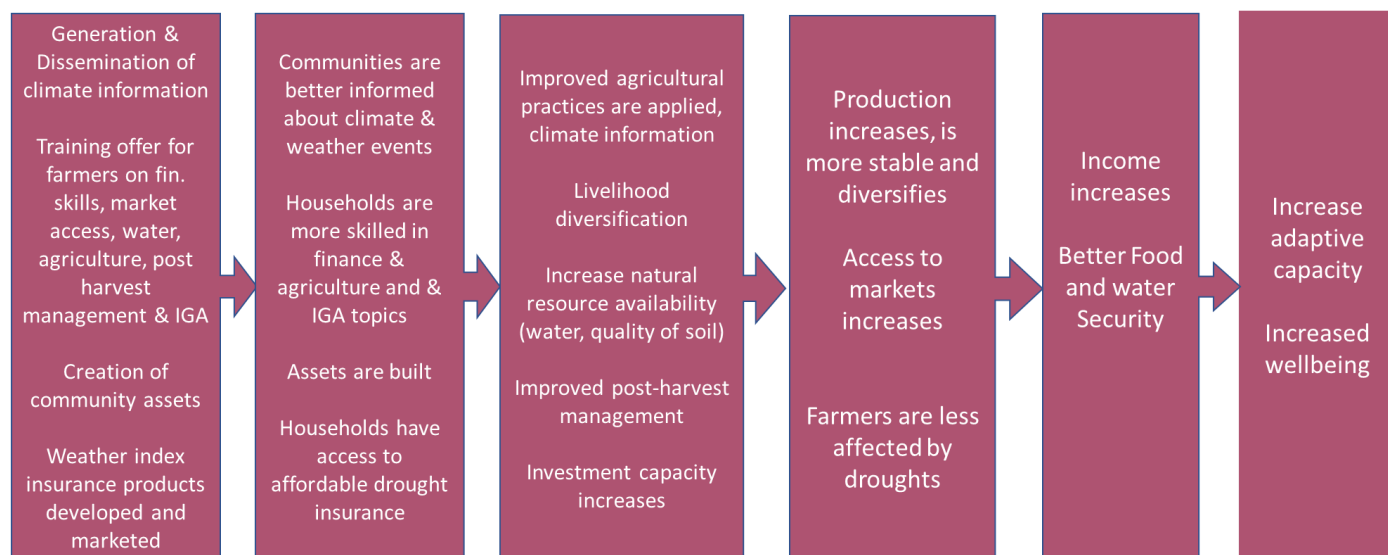 Generation &
Dissemination of
climate information
Training offer for
farmers on fin.
skills, market
access, water,
agriculture, post
harvest
management & IGA
Creation of
community assets
Weather index
insurance products
developed and
marketed
Communities are
better informed
about climate &
weather events
Households are
more skilled in
finance &
agriculture and &
IGA topics
Assets are built
Households have
access to
affordable drought
insurance
Improved agricultural
practices are applied,
climate information
Livelihood
diversification
Increase natural
resource availability
(water, quality of soil)
Improved post-harvest
management
Investment capacity
increases
Production
increases, is
more stable and
diversifies
Access to
markets
increases
Farmers are less
affected by
droughts
Income
increases
Better Food
and water
Security
Increase
adaptive
capacity
Increased
wellbeing